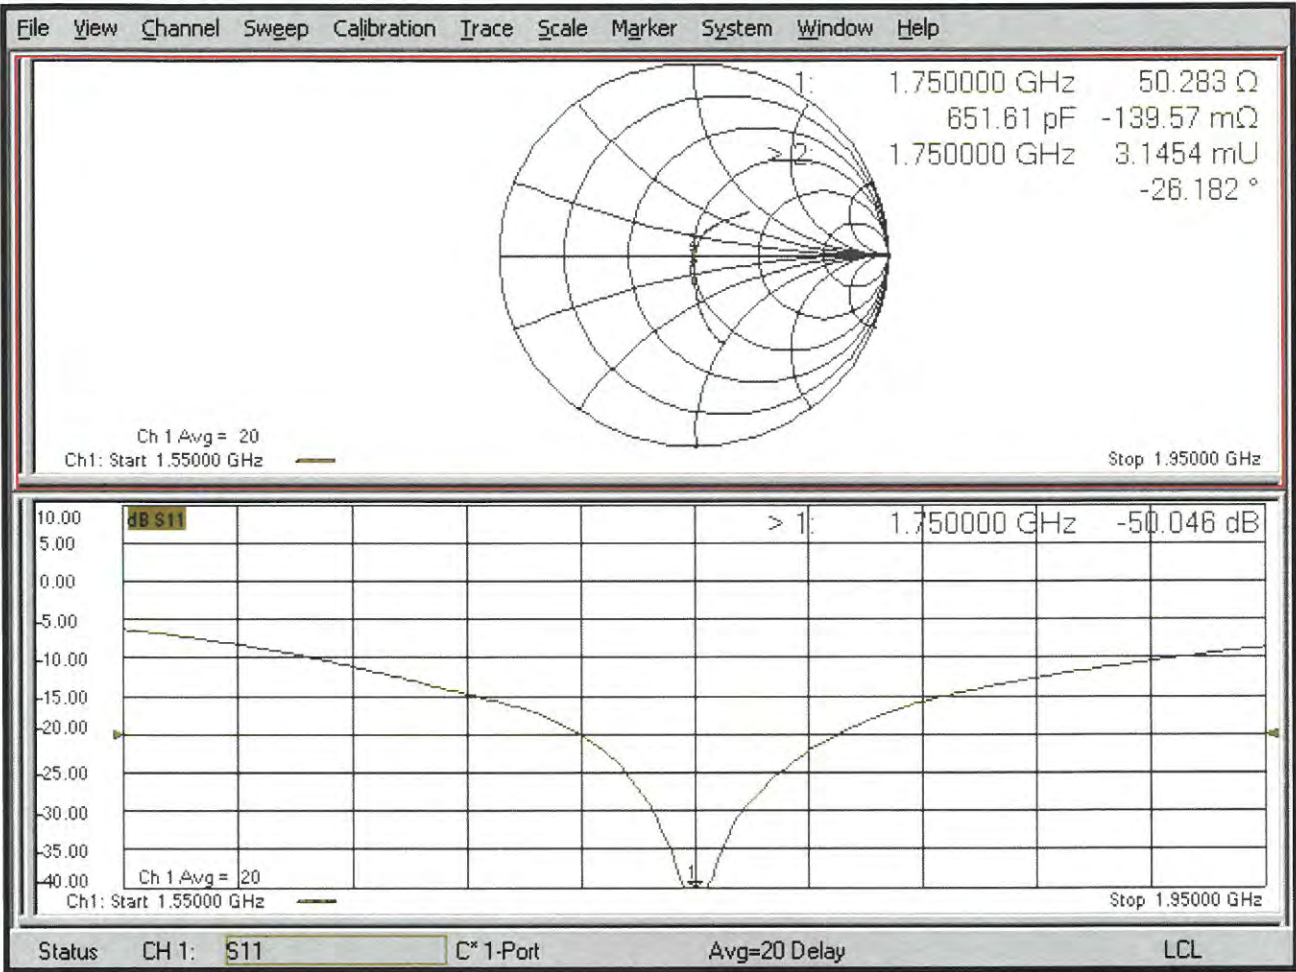 File View Channel Sweep Calibration Trace Scale Marker System Window Help
1: 1.750000 GHz 50.283 Ω
651.61 pF -139.57 mΩ
> 2: 1.750000 GHz 3.1454 mU
-26.182 °
Ch 1 Avg = 20
Ch1: Start 1.55000 GHz
Stop 1.95000 GHz
10.00
dB S11
> 1: 1.750000 GHz -50.046 dB
5.00
0.00
-5.00
-10.00
-15.00
-20.00
-25.00
-30.00
-35.00
-40.00
1
Ch 1 Avg = 20
Ch1: Start 1.55000 GHz
Stop 1.95000 GHz
Status CH 1: S11 C* 1-Port Avg=20 Delay LCL